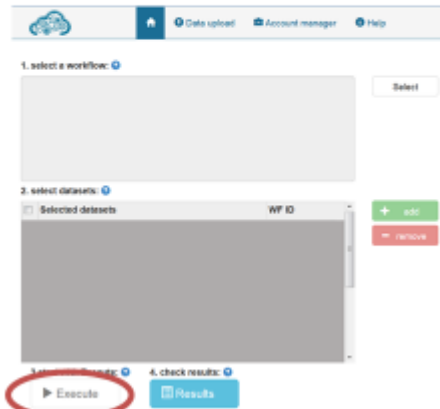 Data upload Account manager Help
1. select a workflow:
Select
2. select datasets:
Selected datasets WF ID
add
remove
4. check results:
Execute Results